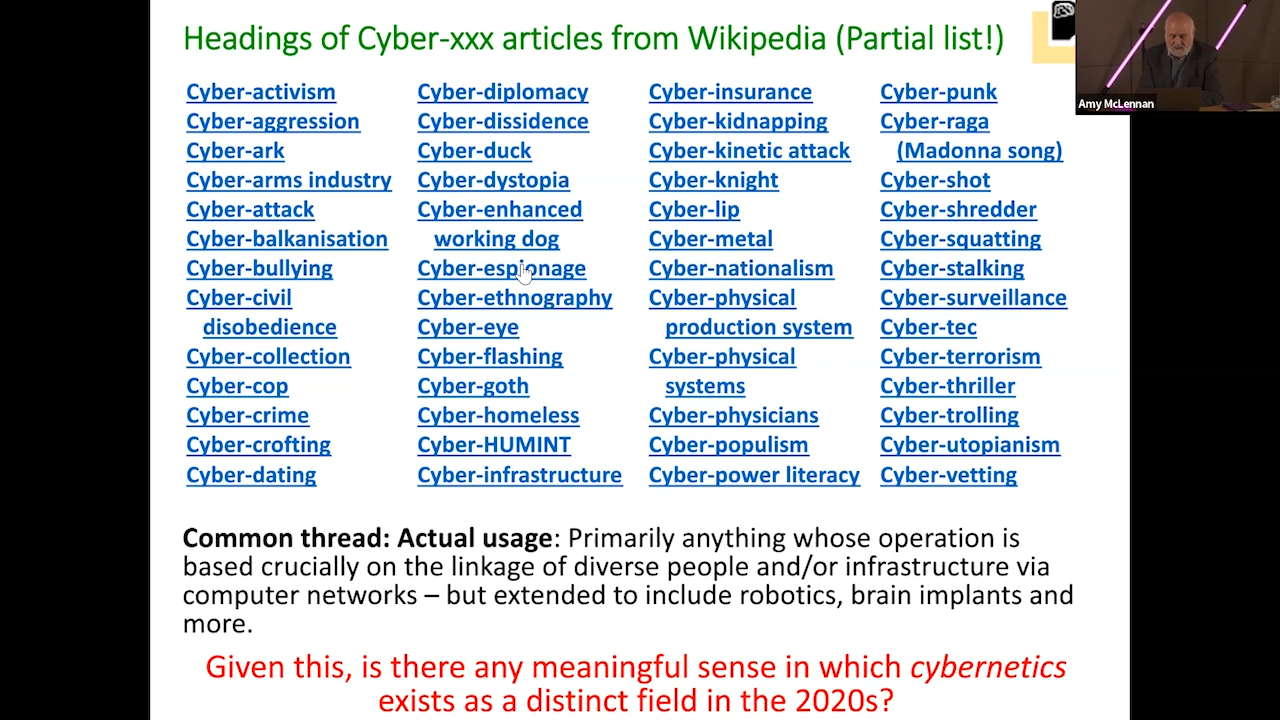 Headings of Cyber-xxx articles from Wikipedia (Partial list!)
Cyber-activism
Cyber-aggression
Cyber-ark
Cyber-arms industry
Cyber-attack
Cyber-balkanisation
Cyber-bullying
Cyber-civil
disobedience
Cyber-collection
Cyber-cop
Cyber-crime
Cyber-crofting
Cyber-dating
Cyber-diplomacy
Cyber-dissidence
Cyber-duck
Cyber-dystopia
Cyber-enhanced
working dog
Cyber-espionage
Cyber-ethnography
Cyber-eye
Cyber-flashing
Cyber-goth
Cyber-homeless
Cyber-HUMINT
Cyber-infrastructure
Cyber-insurance
Cyber-kidnapping
Cyber-kinetic attack
Cyber-knight
Cyber-lip
Cyber-metal
Cyber-nationalism
Cyber-physical
production system
Cyber-physical
systems
Cyber-physicians
Cyber-populism
Cyber-power literacy
Cyber-punk
Cyber-raga
(Madonna song)
Cyber-shot
Cyber-shredder
Cyber-squatting
Cyber-stalking
Cyber-surveillance
Cyber-tec
Cyber-terrorism
Cyber-thriller
Cyber-trolling
Cyber-utopianism
Cyber-vetting
Common thread: Actual usage: Primarily anything whose operation is
based crucially on the linkage of diverse people and/or infrastructure via
computer networks – but extended to include robotics, brain implants and
more.
Given this, is there any meaningful sense in which cybernetics
exists as a distinct field in the 2020s?
Amy McLennan